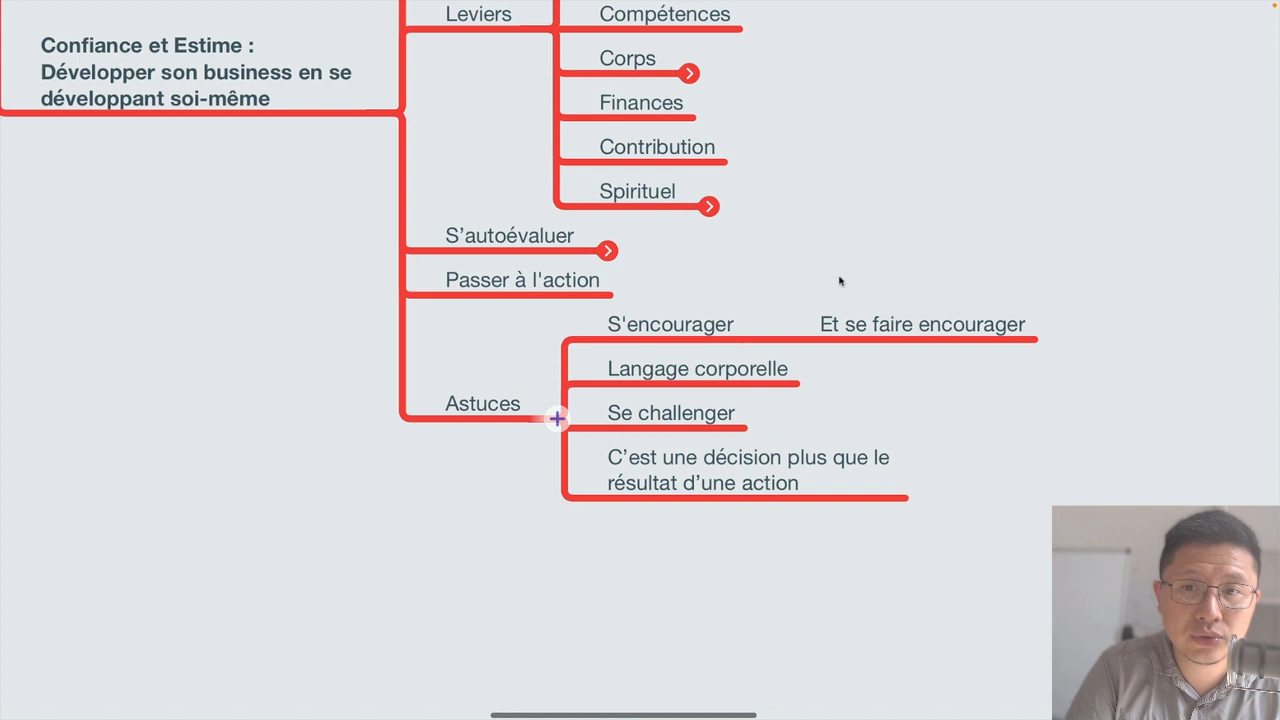 Confiance et Estime :
Développer son business en se
développant soi-même
Leviers
Compétences
Corps
Finances
Contribution
Spirituel
S’autoévaluer
Passer à l'action
Astuces
S'encourager
Et se faire encourager
Langage corporelle
Se challenger
C’est une décision plus que le
résultat d’une action